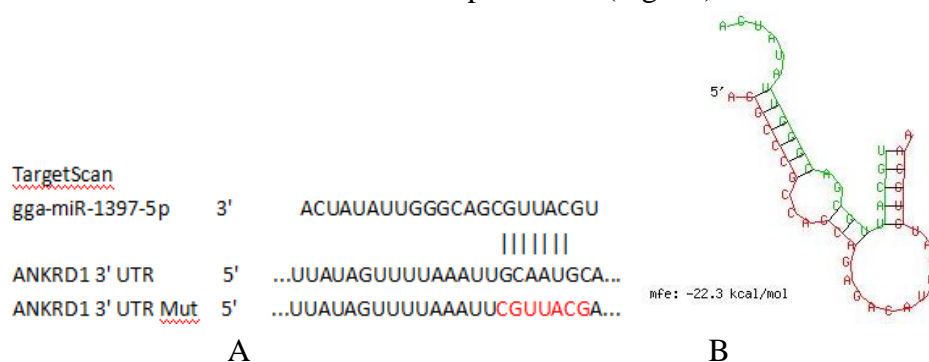 TargetScan
gga-miR-1397-5p 3' ACUAUAUUGGGCAGCGUUACGU
|||||||
ANKRD1 3' UTR 5' ...UUAUAGUUUUAAAUUGCAAUGCA...
ANKRD1 3' UTR Mut 5' ...UUAUAGUUUUAAAUUCGUUACGA...
A
5'
mfe: -22.3 kcal/mol
B